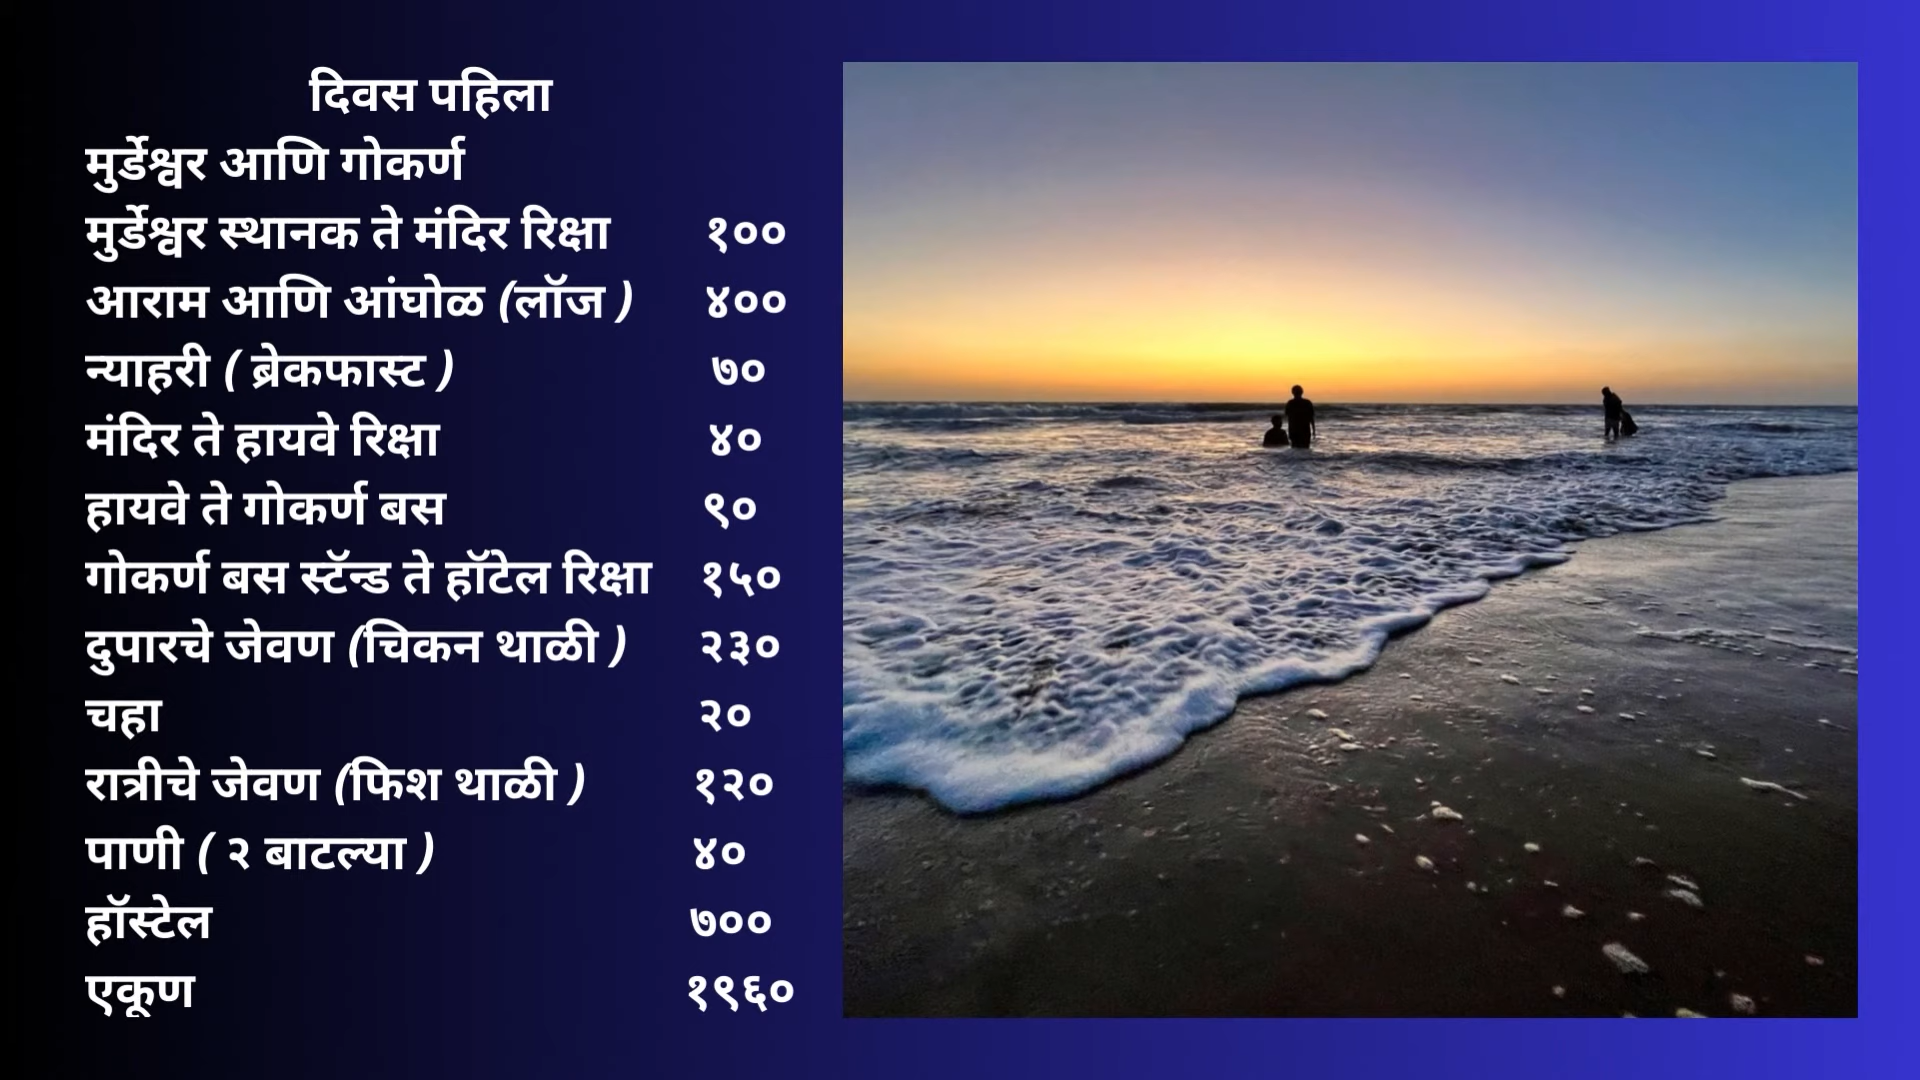 दिवस पहिला
मुर्डेश्वर आणि गोकर्ण
मुर्डेश्वर स्थानक ते मंदिर रिक्षा १००
आराम आणि आंघोळ (लॉज ) ४००
न्याहरी ( ब्रेकफास्ट ) ७०
मंदिर ते हायवे रिक्षा ४०
हायवे ते गोकर्ण बस ९०
गोकर्ण बस स्टॅन्ड ते हॉटेल रिक्षा १५०
दुपारचे जेवण (चिकन थाळी ) २३०
चहा २०
रात्रीचे जेवण (फिश थाळी ) १२०
पाणी ( २ बाटल्या ) ४०
हॉस्टेल ७००
एकूण १९६०